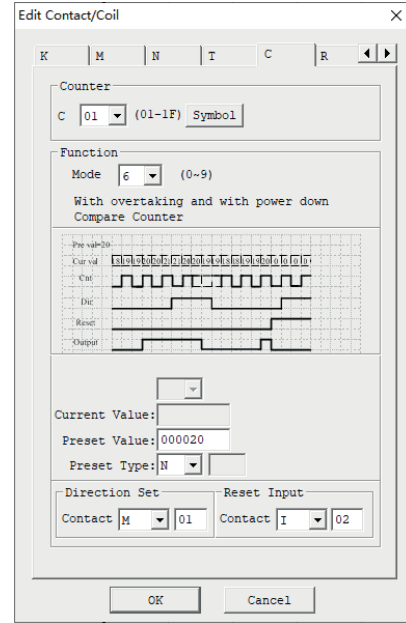 Edit Contact/Coil
K M N T C R
Counter
C 01 (01-1F) Symbol
Function
Mode 6 (0~9)
With overtaking and with power down
Compare Counter
Pre val=20
Cur val
Cnt
Dir
Reset
Output
Current Value:
Preset Value: 000020
Preset Type: N
Direction Set Reset Input
Contact M 01 Contact I 02
OK Cancel